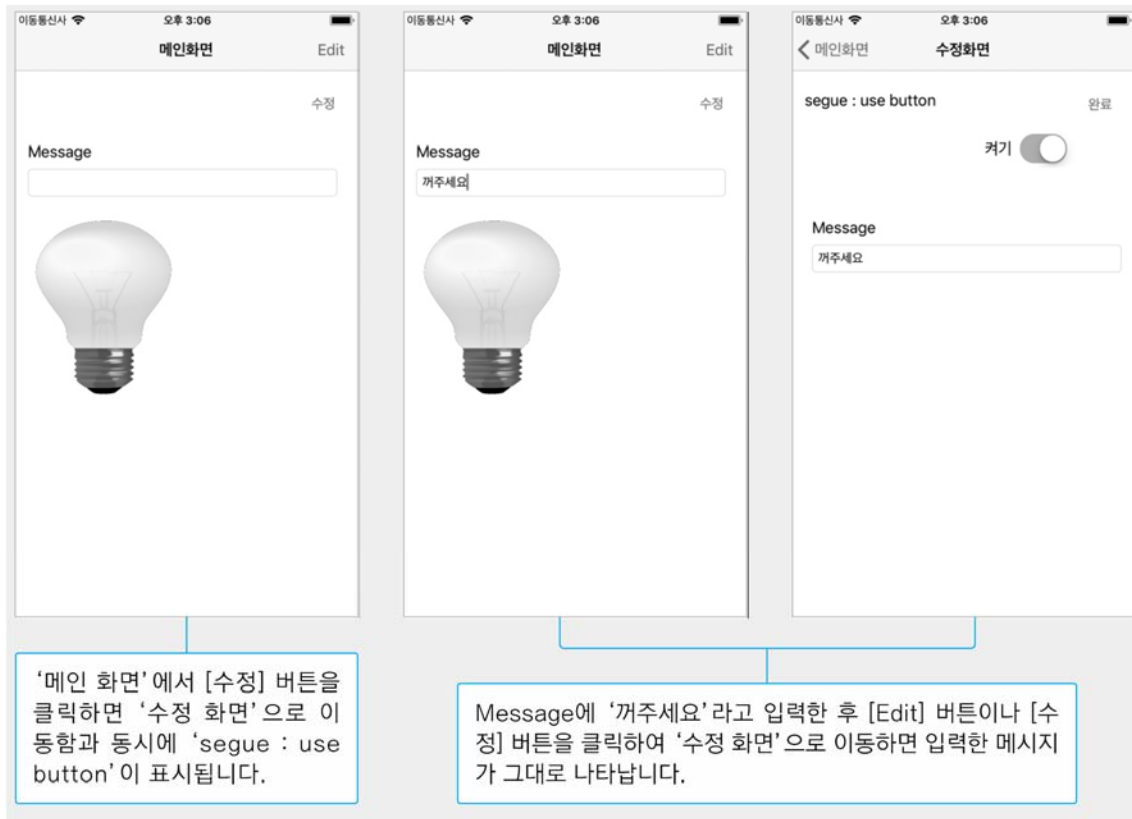 이동통신사 오후 3:06
메인화면 Edit
수정
Message
이동통신사 오후 3:06
메인화면 Edit
수정
Message
꺼주세요
이동통신사 오후 3:06
메인화면 수정화면
segue : use button 완료
켜기
Message
꺼주세요
‘메인 화면’에서 [수정] 버튼을
클릭하면 ‘수정 화면’으로 이
동함과 동시에 ‘segue : use
button’이 표시됩니다.
Message에 ‘꺼주세요’라고 입력한 후 [Edit] 버튼이나 [수
정] 버튼을 클릭하여 ‘수정 화면’으로 이동하면 입력한 메시지
가 그대로 나타납니다.